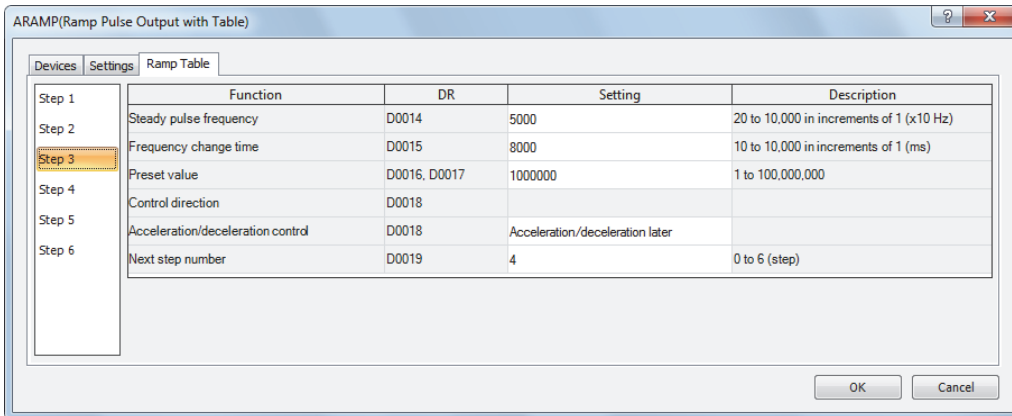 ARAMP(Ramp Pulse Output with Table)
Devices Settings Ramp Table
Step 1
Step 2
Step 3
Step 4
Step 5
Step 6
Function DR Setting Description
Steady pulse frequency D0014 5000 20 to 10,000 in increments of 1 (x10 Hz)
Frequency change time D0015 8000 10 to 10,000 in increments of 1 (ms)
Preset value D0016, D0017 1000000 1 to 100,000,000
Control direction D0018
Acceleration/deceleration control D0018 Acceleration/deceleration later
Next step number D0019 4 0 to 6 (step)
OK Cancel